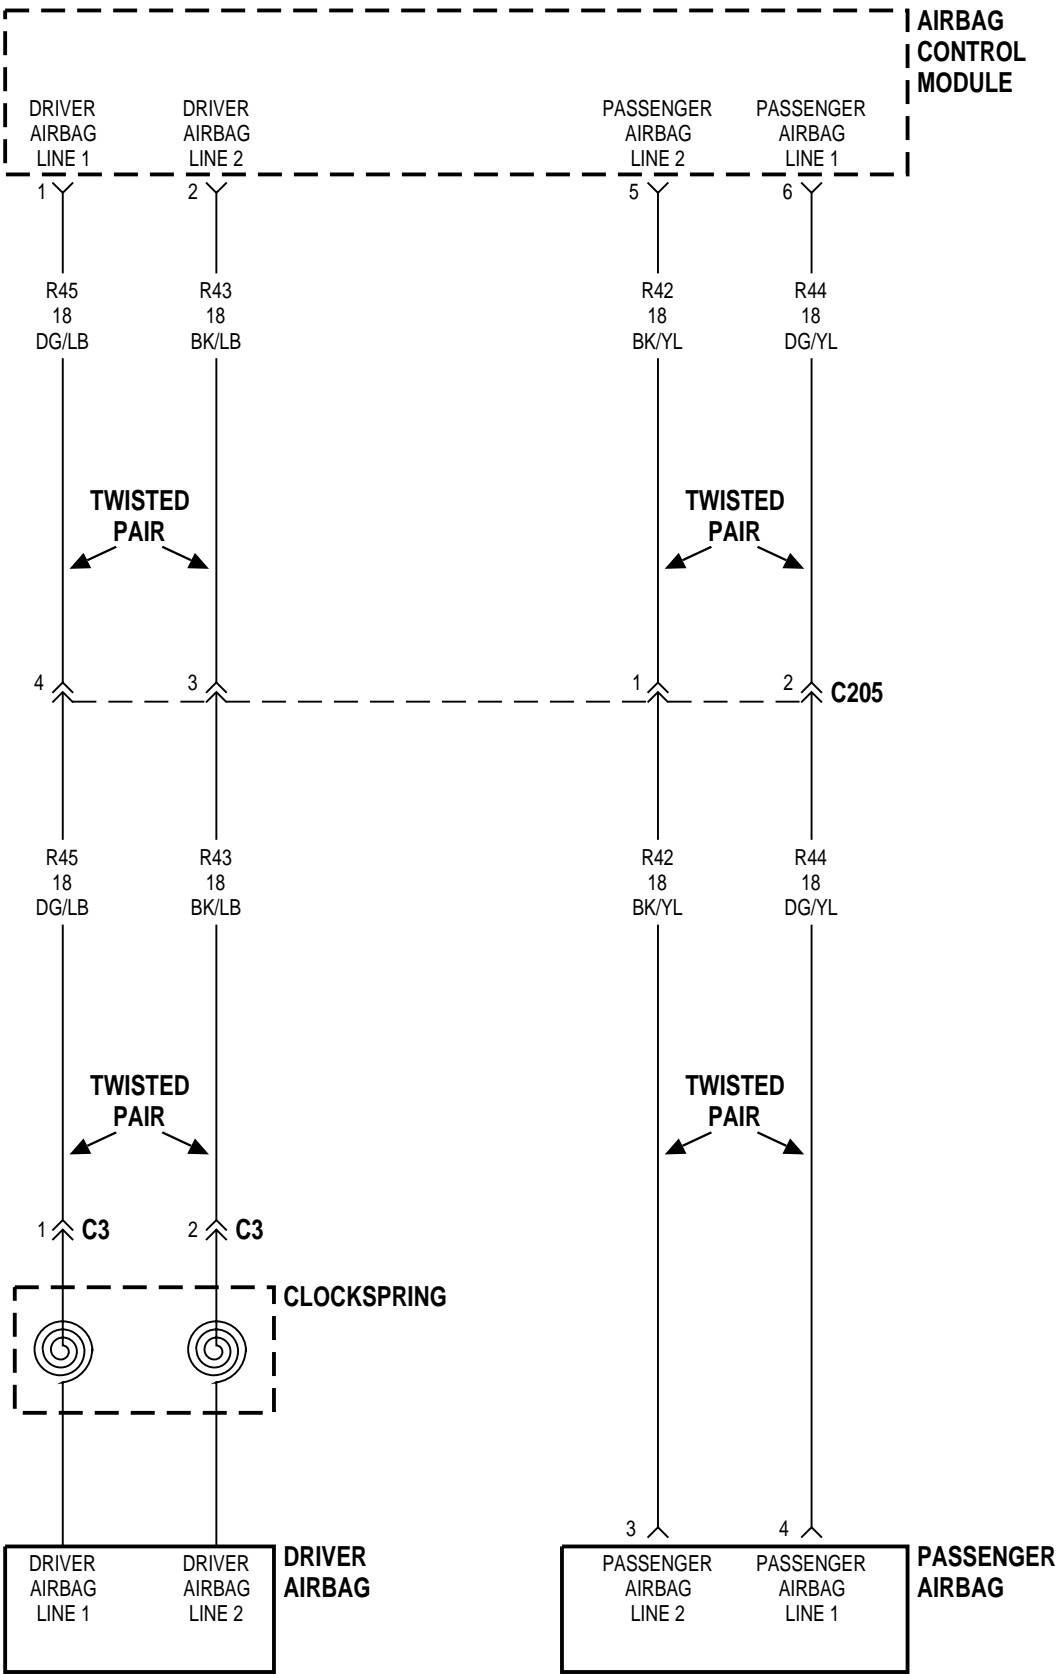 AIRBAG
CONTROL
MODULE
DRIVER
AIRBAG
LINE 1
DRIVER
AIRBAG
LINE 2
PASSENGER
AIRBAG
LINE 2
PASSENGER
AIRBAG
LINE 1
1
2
5
6
R45
18
DG/LB
R43
18
BK/LB
R42
18
BK/YL
R44
18
DG/YL
TWISTED
PAIR
TWISTED
PAIR
4
3
1
2
C205
R45
18
DG/LB
R43
18
BK/LB
R42
18
BK/YL
R44
18
DG/YL
TWISTED
PAIR
TWISTED
PAIR
1
C3
2
C3
CLOCKSPRING
3
4
DRIVER
AIRBAG
LINE 1
DRIVER
AIRBAG
LINE 2
DRIVER
AIRBAG
PASSENGER
AIRBAG
LINE 2
PASSENGER
AIRBAG
LINE 1
PASSENGER
AIRBAG